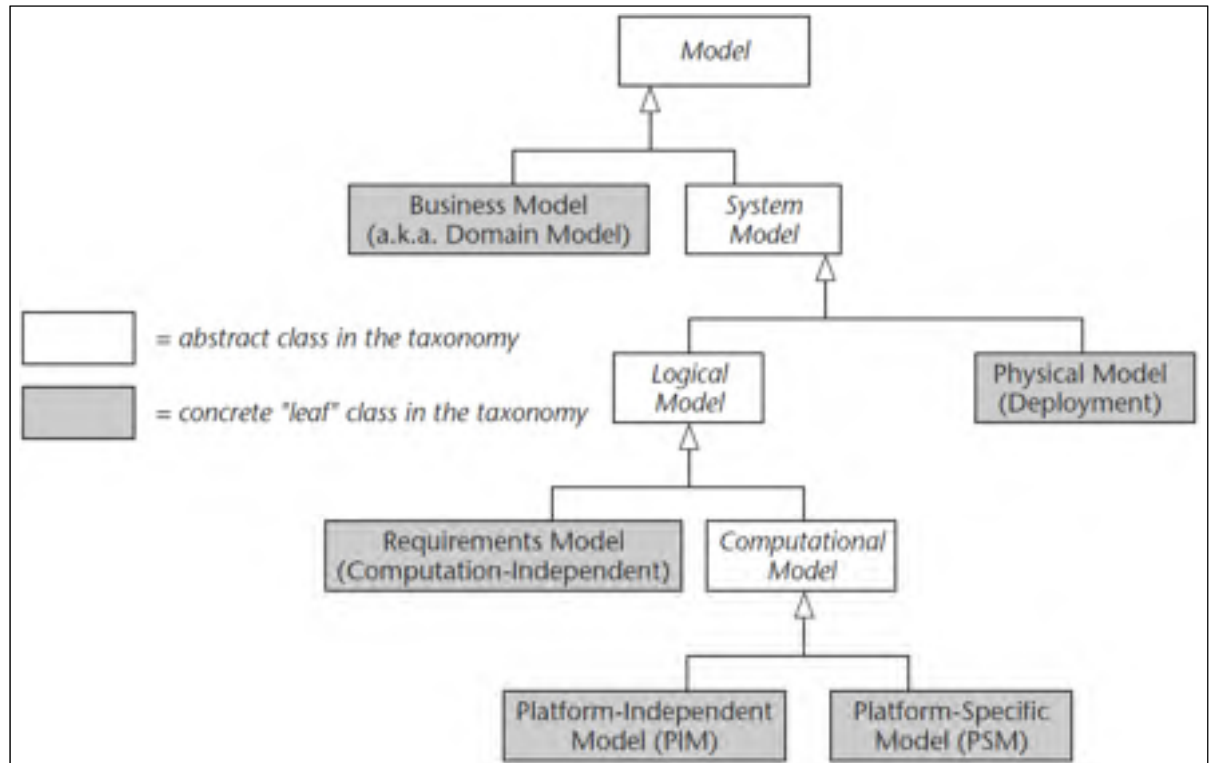 Model
Business Model
(a.k.a. Domain Model)
System
Model
= abstract class in the taxonomy
= concrete "leaf" class in the taxonomy
Logical
Model
Physical Model
(Deployment)
Requirements Model
(Computation-Independent)
Computational
Model
Platform-Independent
Model (PIM)
Platform-Specific
Model (PSM)